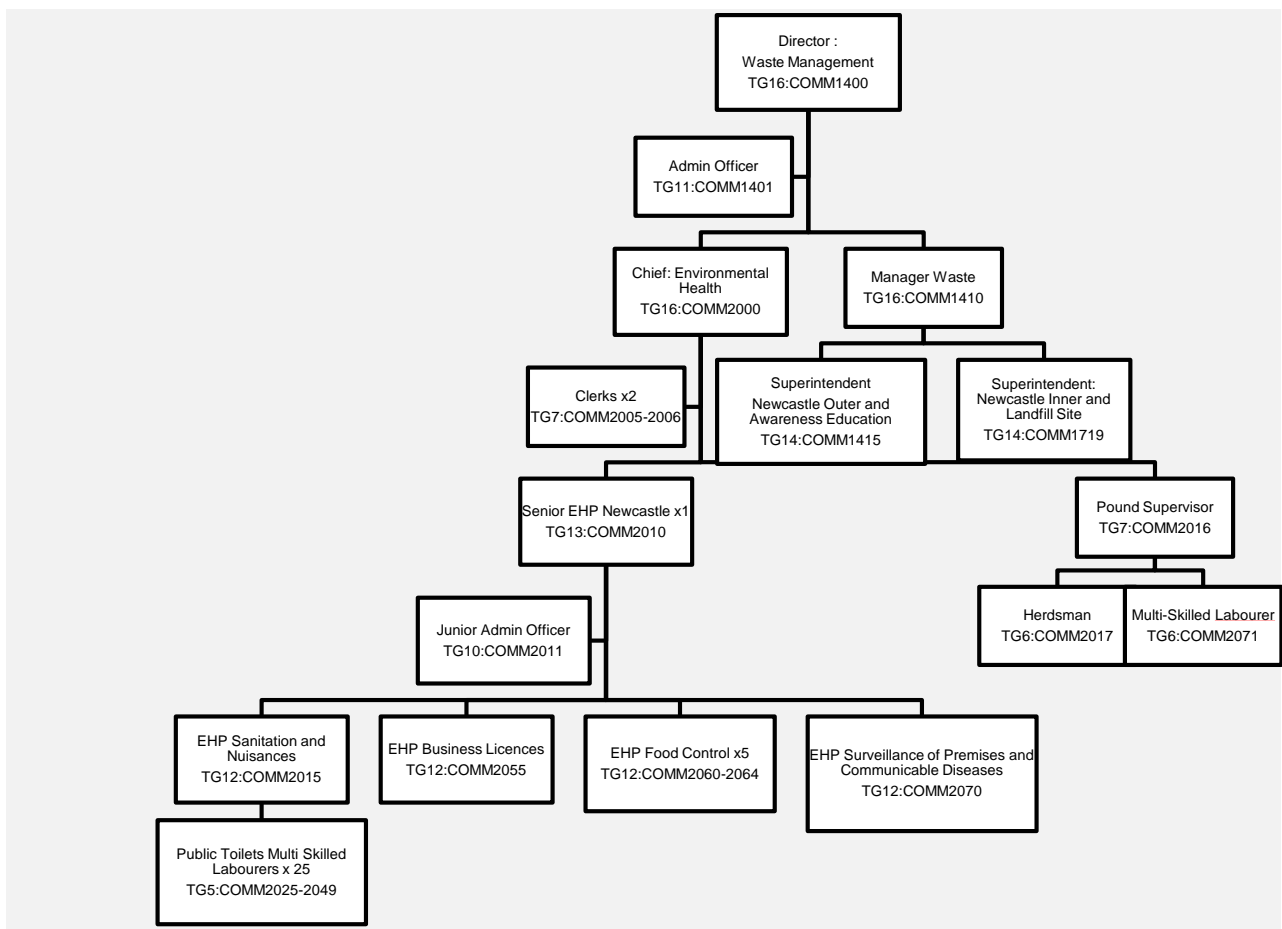 Director :
Waste Management
TG16:COMM1400
Admin Officer
TG11:COMM1401
Chief: Environmental
Health
TG16:COMM2000
Manager Waste
TG16:COMM1410
Clerks x2
TG7:COMM2005-2006
Superintendent
Newcastle Outer and
Awareness Education
TG14:COMM1415
Superintendent:
Newcastle Inner and
Landfill Site
TG14:COMM1719
Senior EHP Newcastle x1
TG13:COMM2010
Pound Supervisor
TG7:COMM2016
Junior Admin Officer
TG10:COMM2011
Herdsman
TG6:COMM2017
Multi-Skilled Labourer
TG6:COMM2071
EHP Sanitation and
Nuisances
TG12:COMM2015
EHP Business Licences
TG12:COMM2055
EHP Food Control x5
TG12:COMM2060-2064
EHP Surveillance of Premises and
Communicable Diseases
TG12:COMM2070
Public Toilets Multi Skilled
Labourers x 25
TG5:COMM2025-2049